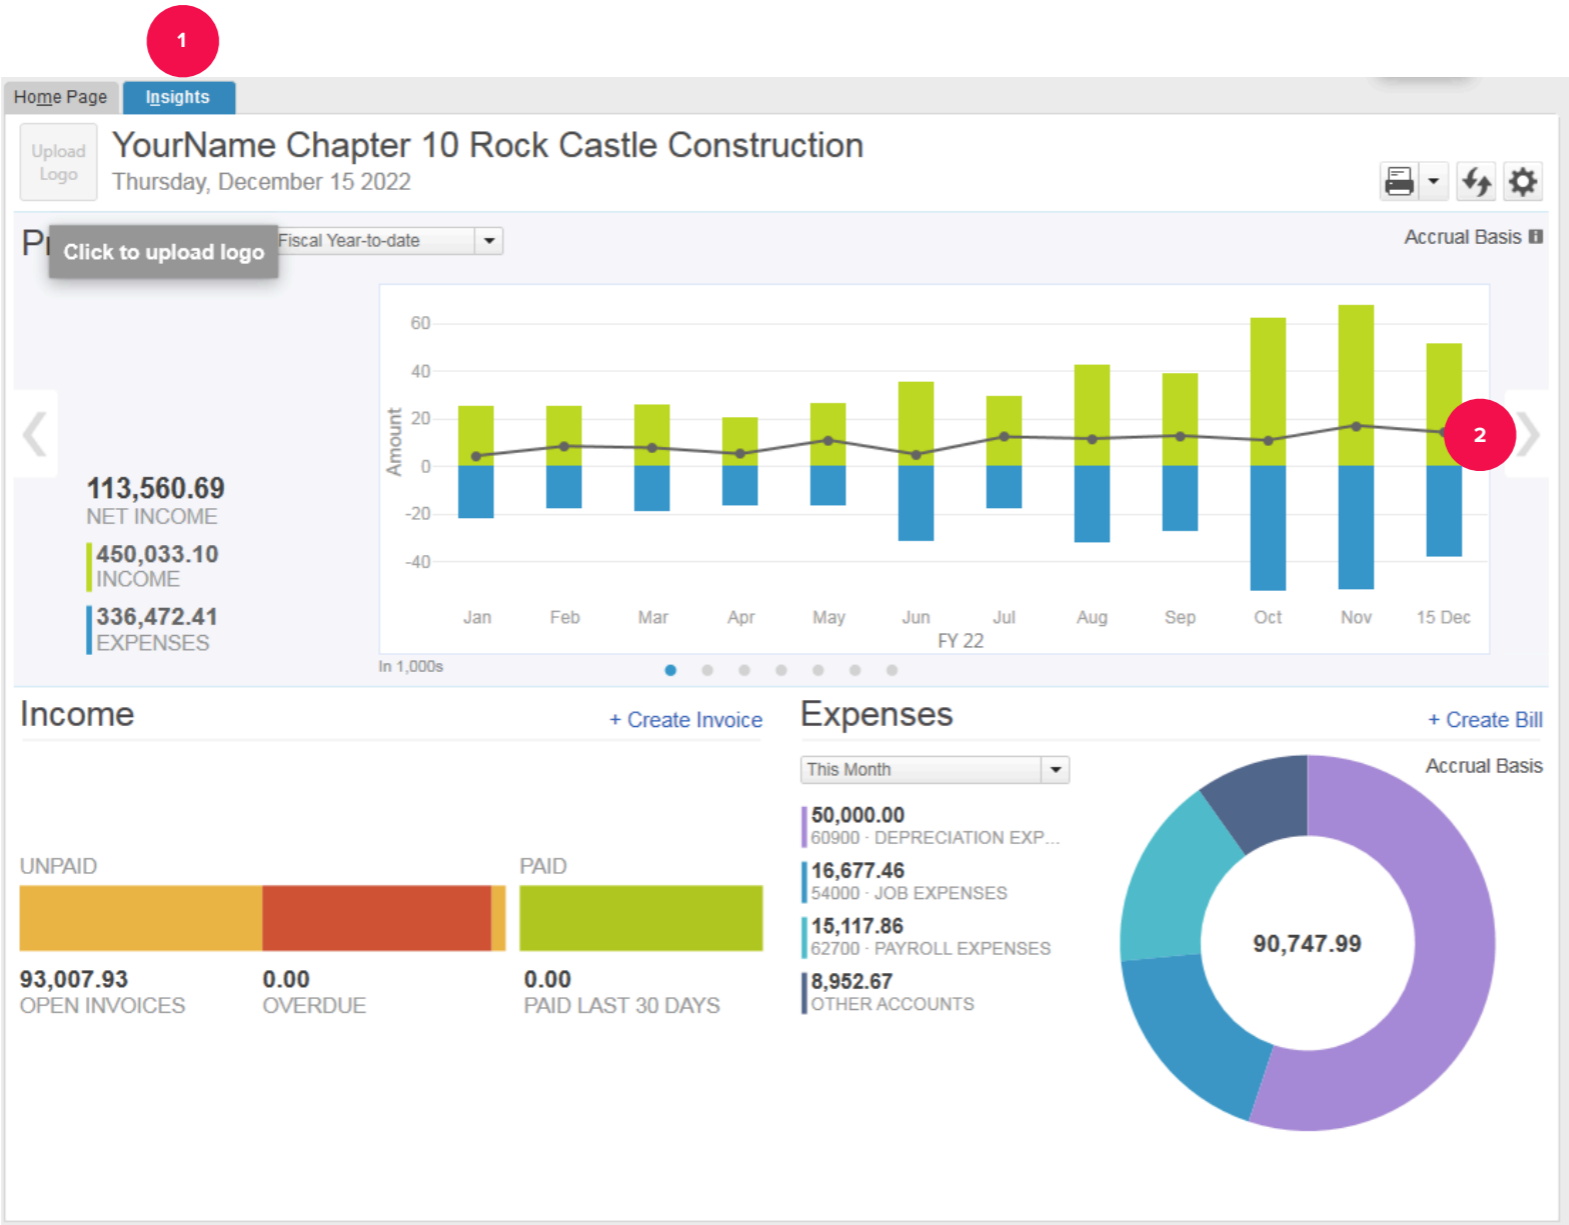 1
Home Page
Insights
Upload
Logo
YourName Chapter 10 Rock Castle Construction
Thursday, December 15 2022
Click to upload logo
Fiscal Year-to-date
Accrual Basis
113,560.69
NET INCOME
450,033.10
INCOME
336,472.41
EXPENSES
Amount
60
40
20
0
-20
-40
Jan Feb Mar Apr May Jun Jul Aug Sep Oct Nov 15 Dec
FY 22
In 1,000s
2
Income
+ Create Invoice
UNPAID
PAID
93,007.93
OPEN INVOICES
0.00
OVERDUE
0.00
PAID LAST 30 DAYS
Expenses
+ Create Bill
This Month
Accrual Basis
50,000.00
60900 · DEPRECIATION EXP...
16,677.46
54000 · JOB EXPENSES
15,117.86
62700 · PAYROLL EXPENSES
8,952.67
OTHER ACCOUNTS
90,747.99